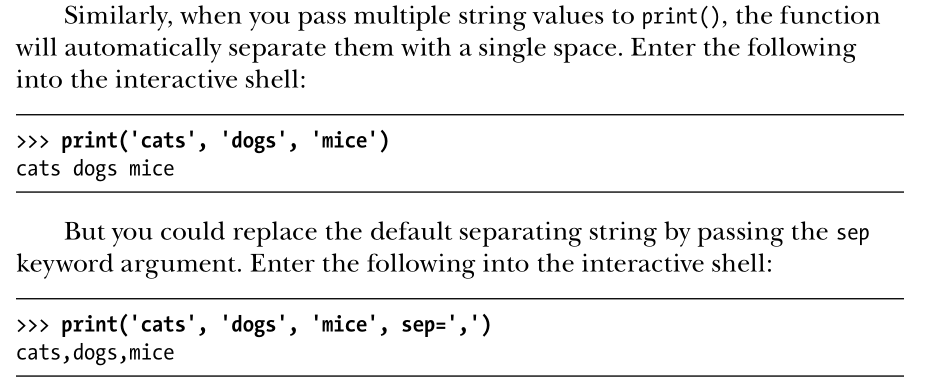 Similarly, when you pass multiple string values to print(), the function
will automatically separate them with a single space. Enter the following
into the interactive shell:
>>> print('cats', 'dogs', 'mice')
cats dogs mice
But you could replace the default separating string by passing the sep
keyword argument. Enter the following into the interactive shell:
>>> print('cats', 'dogs', 'mice', sep=',')
cats,dogs,mice